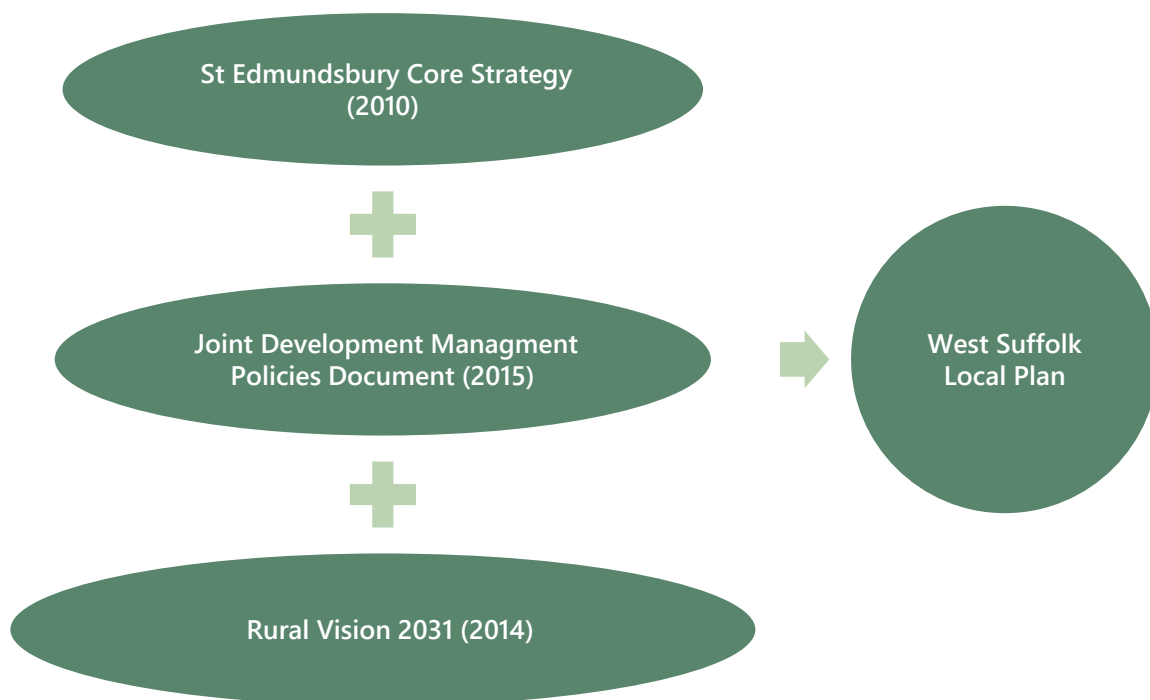 St Edmundsbury Core Strategy
(2010)
Joint Development Managment
Policies Document (2015)
West Suffolk
Local Plan
Rural Vision 2031 (2014)